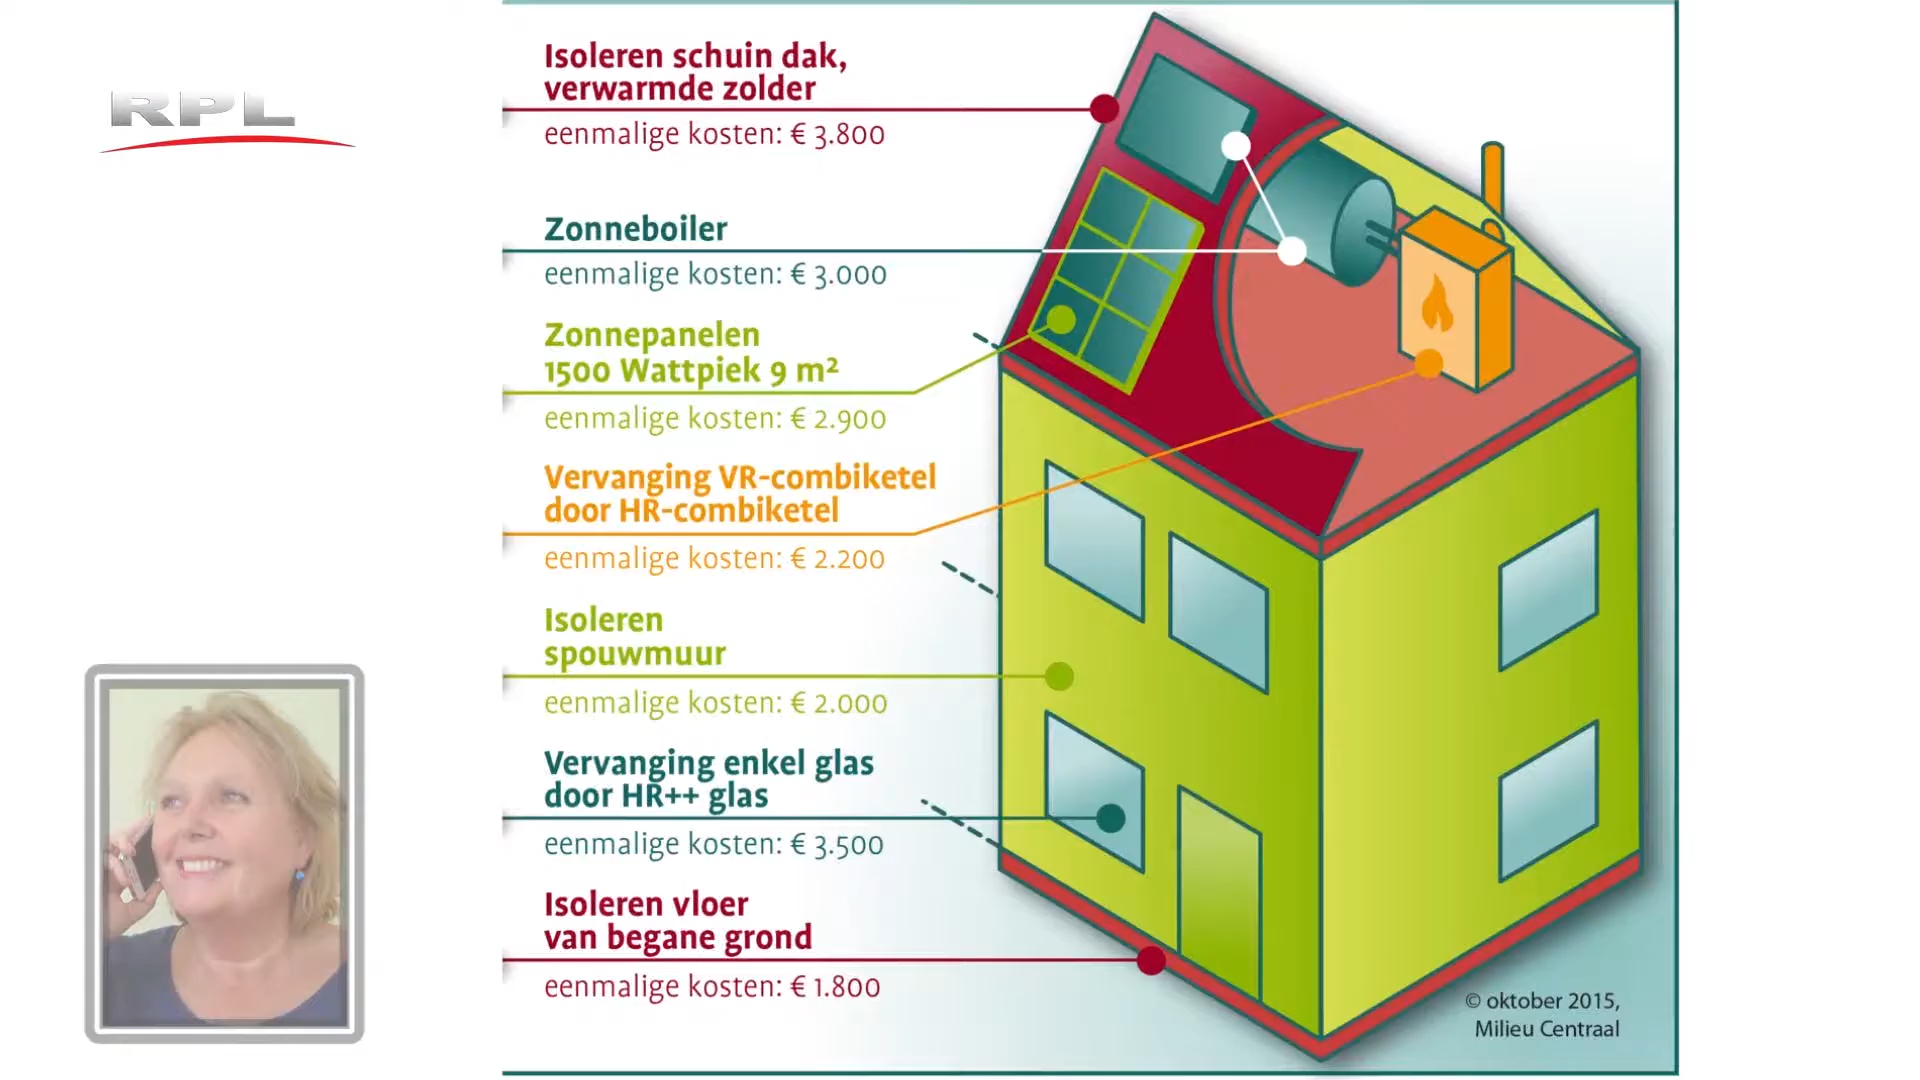 RPL
Isoleren schuin dak,
verwarmde zolder
eenmalige kosten: € 3.800
Zonneboiler
eenmalige kosten: € 3.000
Zonnepanelen
1500 Wattpiek 9 m²
eenmalige kosten: € 2.900
Vervanging VR-combiketel
door HR-combiketel
eenmalige kosten: € 2.200
Isoleren
spouwmuur
eenmalige kosten: € 2.000
Vervanging enkel glas
door HR++ glas
eenmalige kosten: € 3.500
Isoleren vloer
van begane grond
eenmalige kosten: € 1.800
© oktober 2015,
Milieu Centraal